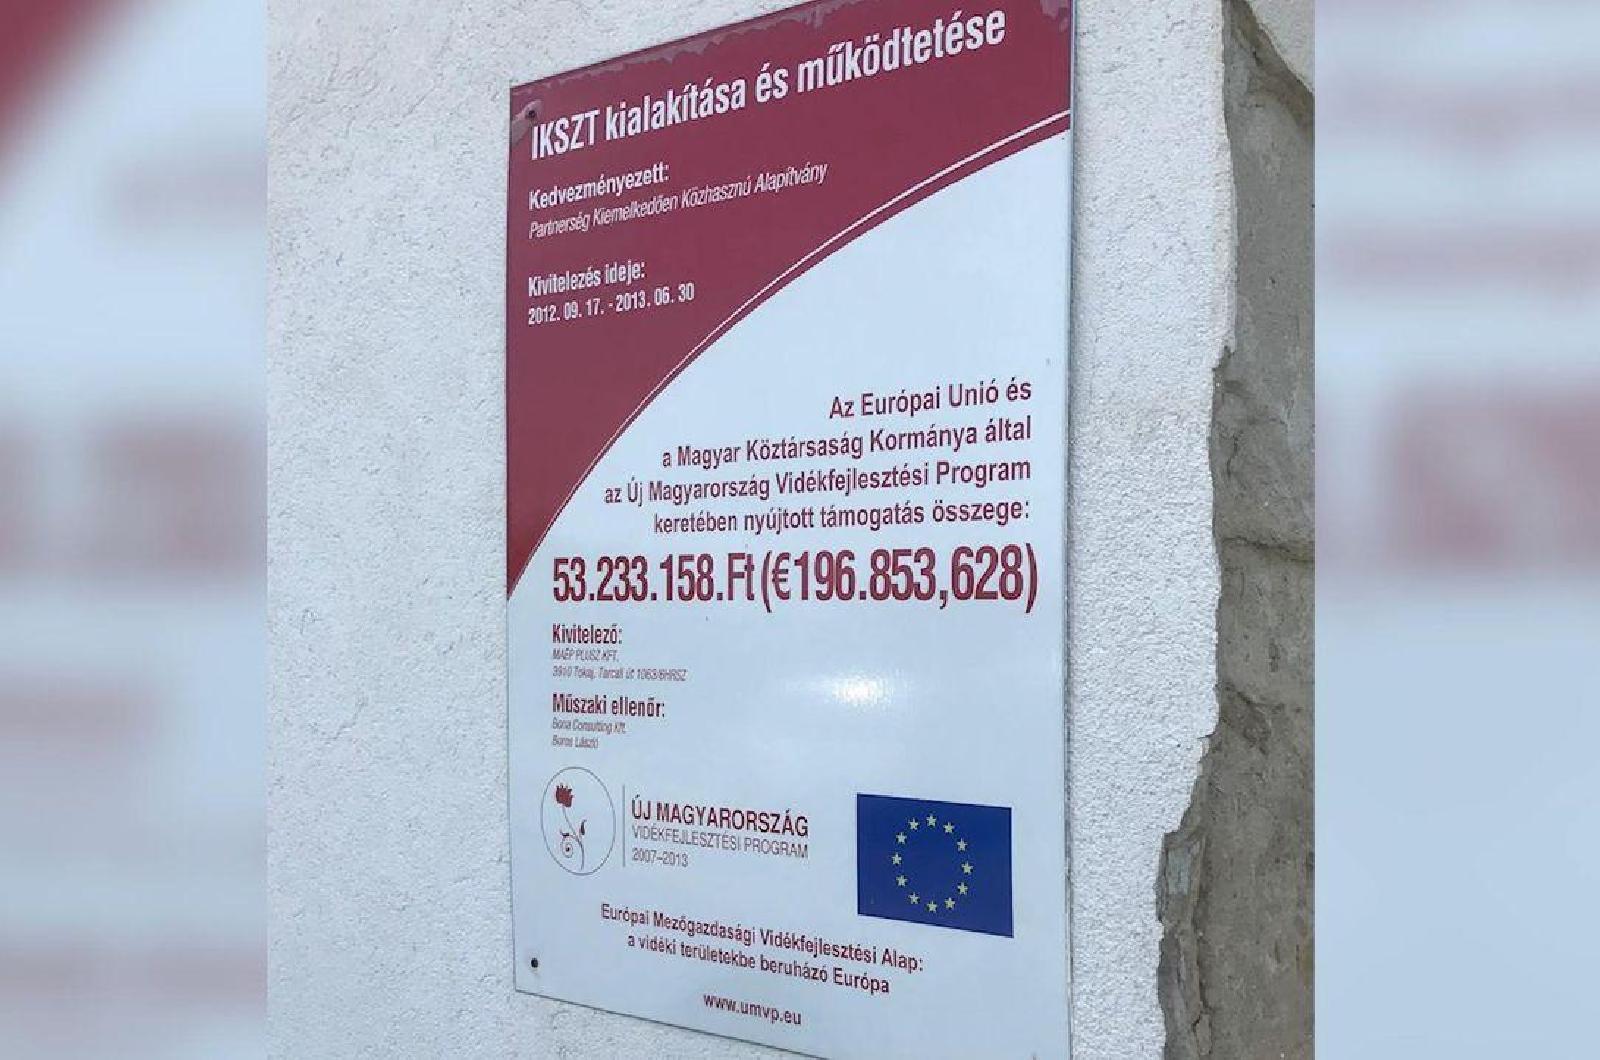 IKSZT kialakítása és működtetése
Kedvezményezett:
Partnerség Kiemelkedően Közhasznú Alapítvány
Kivitelezés ideje:
2012. 09. 17. - 2013. 06. 30
Az Európai Unió és
a Magyar Köztársaság Kormánya által
az Új Magyarország Vidékfejlesztési Program
keretében nyújtott támogatás összege:
53.233.158.Ft (€196.853,628)
Kivitelező:
MAÉP PLUSZ KFT.
3910 Tokaj, Tarcali út 1063/6HRSZ
Műszaki ellenőr:
Bona Consulting Kft.
Boros László
ÚJ MAGYARORSZÁG
VIDÉKFEJLESZTÉSI PROGRAM
2007–2013
Európai Mezőgazdasági Vidékfejlesztési Alap:
a vidéki területekbe beruházó Európa
www.umvp.eu